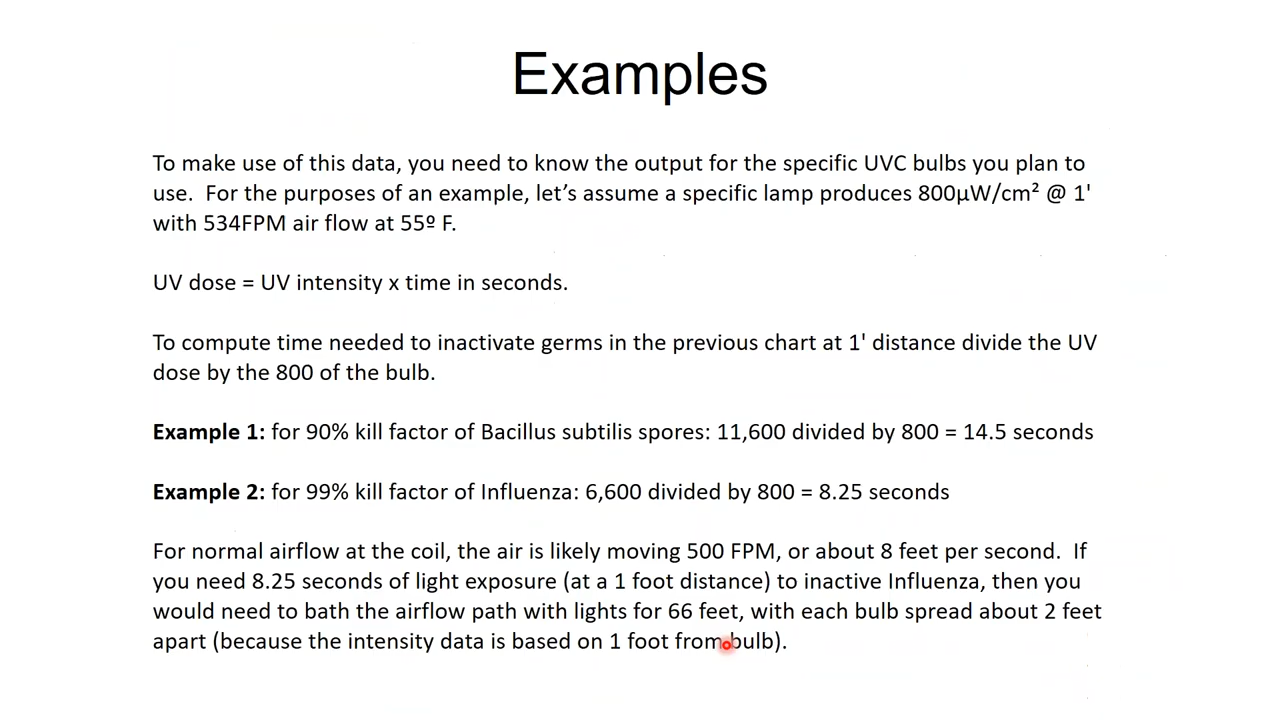 Examples
To make use of this data, you need to know the output for the specific UVC bulbs you plan to
use.  For the purposes of an example, let’s assume a specific lamp produces 800µW/cm² @ 1'
with 534FPM air flow at 55º F.
UV dose = UV intensity x time in seconds.
To compute time needed to inactivate germs in the previous chart at 1' distance divide the UV
dose by the 800 of the bulb.
Example 1: for 90% kill factor of Bacillus subtilis spores: 11,600 divided by 800 = 14.5 seconds
Example 2: for 99% kill factor of Influenza: 6,600 divided by 800 = 8.25 seconds
For normal airflow at the coil, the air is likely moving 500 FPM, or about 8 feet per second.  If
you need 8.25 seconds of light exposure (at a 1 foot distance) to inactive Influenza, then you
would need to bath the airflow path with lights for 66 feet, with each bulb spread about 2 feet
apart (because the intensity data is based on 1 foot from bulb).